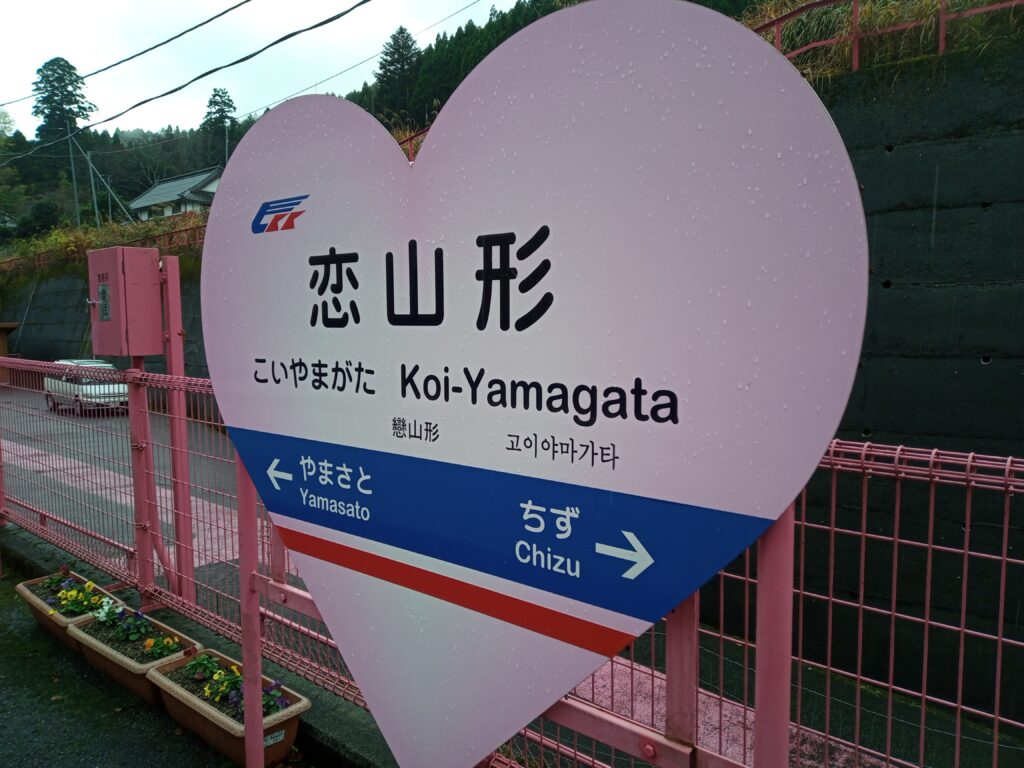 恋山形
こいやまがた Koi-Yamagata
戀山形 고이야마가타
← やまさと
Yamasato
ちず →
Chizu